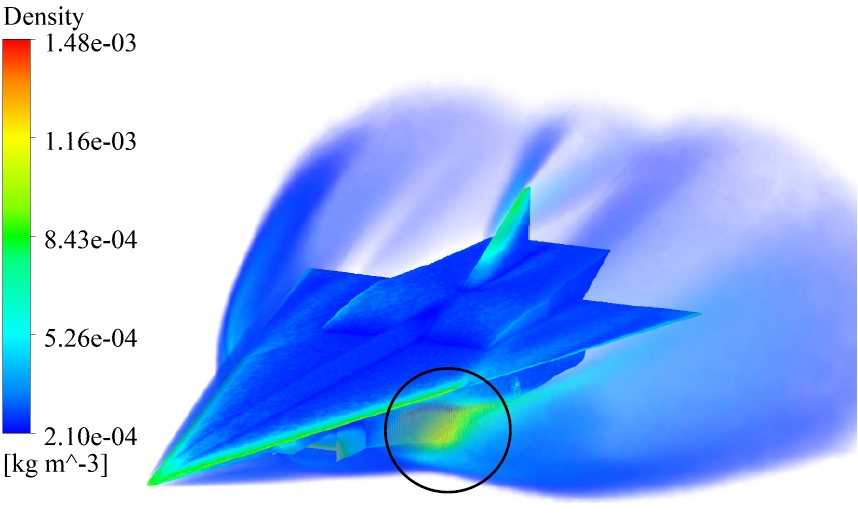 Density
1.48e-03
1.16e-03
8.43e-04
5.26e-04
2.10e-04
[kg m^-3]